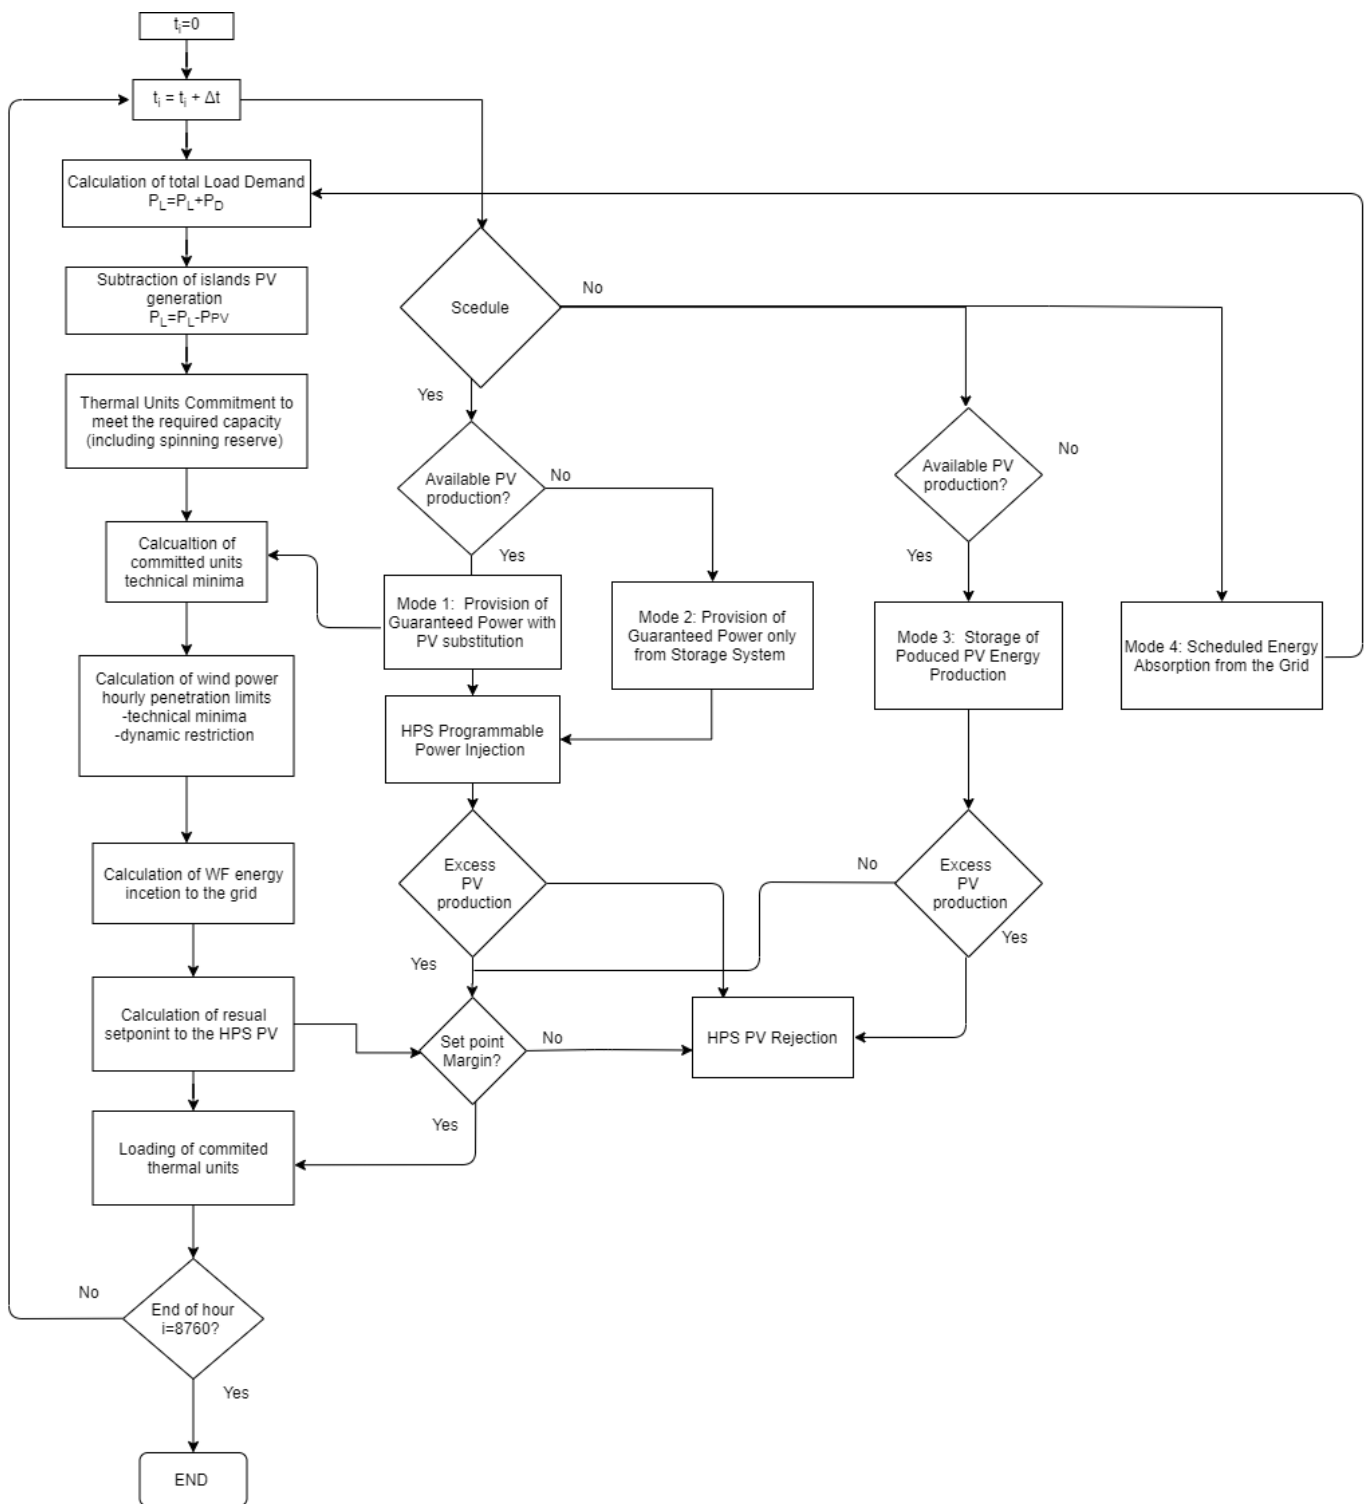 t¡=0
t¡ = t¡ + Δt
Calculation of total Load Demand
PL=PL+PD
Subtraction of islands PV
generation
PL=PL-PPV
Thermal Units Commitment to
meet the required capacity
(including spinning reserve)
Calcualtion of
committed units
technical minima
Calculation of wind power
hourly penetration limits
-technical minima
-dynamic restriction
Calculation of WF energy
incetion to the grid
Calculation of resual
setponint to the HPS PV
Loading of commited
thermal units
No
End of hour
i=8760?
Yes
END
Scedule
No
Yes
Available PV
production?
No
Yes
Mode 1:  Provision of
Guaranteed Power with
PV substitution
Mode 2: Provision of
Guaranteed Power only
from Storage System
HPS Programmable
Power Injection
Excess
PV
production
Yes
Set point
Margin?
No
Yes
HPS PV Rejection
Available PV
production?
No
Yes
Mode 3:  Storage of
Poduced PV Energy
Production
Mode 4: Scheduled Energy
Absorption from the Grid
No
Excess
PV
production
Yes